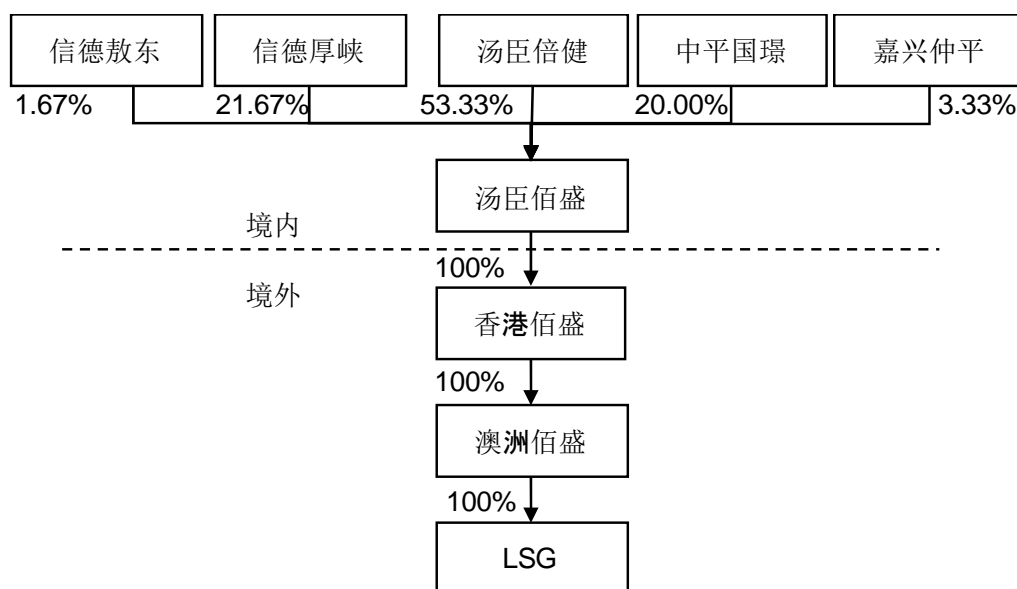 信德敖东
信德厚峡
汤臣倍健
中平国璟
嘉兴仲平
1.67%
21.67%
53.33%
20.00%
3.33%
汤臣佰盛
境内
100%
境外
香港佰盛
100%
澳洲佰盛
100%
LSG